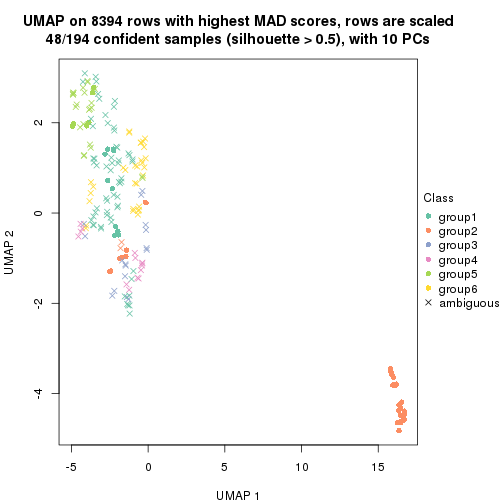 UMAP on 8394 rows with highest MAD scores, rows are scaled
48/194 confident samples (silhouette > 0.5), with 10 PCs
UMAP 2
2
0
-2
-4
-5
0
5
10
15
UMAP 1
Class
group1
group2
group3
group4
group5
group6
ambiguous